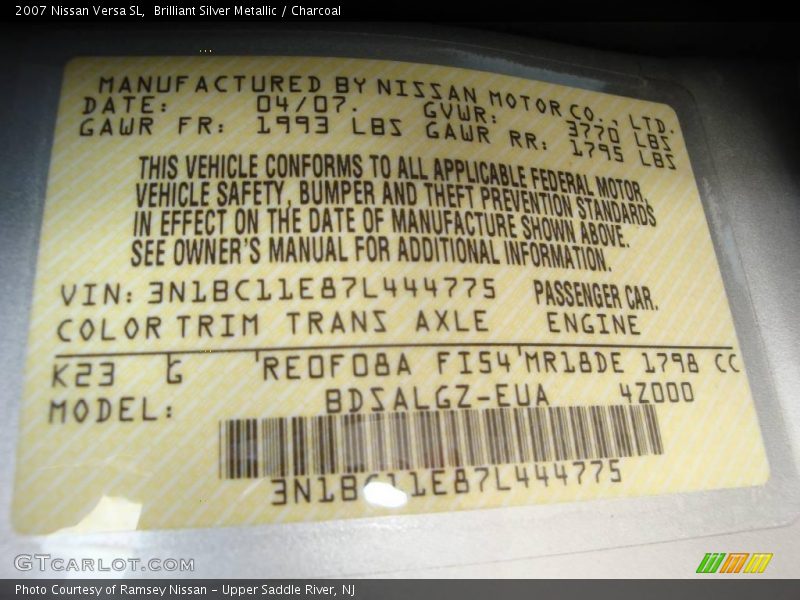 2007 Nissan Versa SL,  Brilliant Silver Metallic / Charcoal
MANUFACTURED BY NISSAN MOTOR CO., LTD.
DATE: 04/07. GVWR: 3770 LBS
GAWR FR: 1993 LBS GAWR RR: 1795 LBS
THIS VEHICLE CONFORMS TO ALL APPLICABLE FEDERAL MOTOR
VEHICLE SAFETY, BUMPER AND THEFT PREVENTION STANDARDS
IN EFFECT ON THE DATE OF MANUFACTURE SHOWN ABOVE.
SEE OWNER'S MANUAL FOR ADDITIONAL INFORMATION.
VIN: 3N1BC11E87L444775 PASSENGER CAR.
COLOR TRIM TRANS AXLE ENGINE
K23 G RE0F08A FI54 MR18DE 1798 CC
MODEL: BDSALGZ-EUA 4Z000
3N1BC11E87L444775
GTCARLOT.COM
Photo Courtesy of Ramsey Nissan - Upper Saddle River, NJ